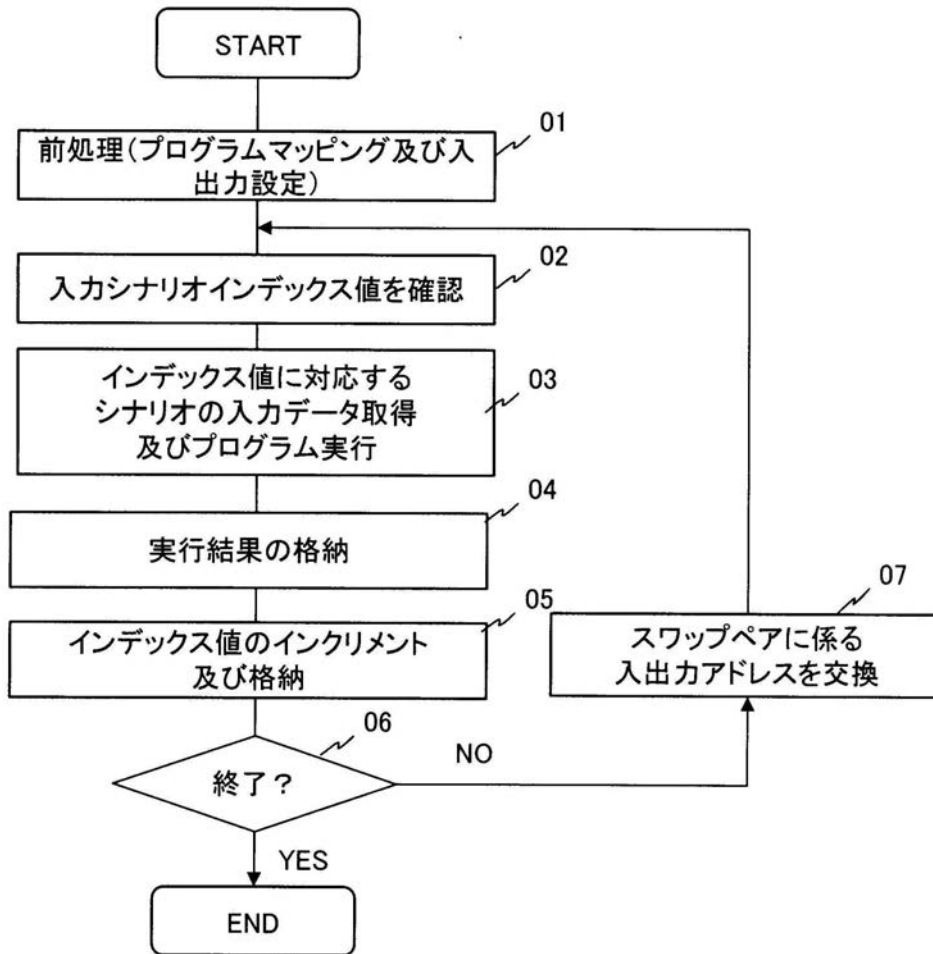 START
01
前処理(プログラムマッピング及び入
出力設定)
02
入力シナリオインデックス値を確認
03
インデックス値に対応する
シナリオの入力データ取得
及びプログラム実行
04
実行結果の格納
05
インデックス値のインクリメント
及び格納
06
終了?
NO
07
スワップペアに係る
入出力アドレスを交換
YES
END